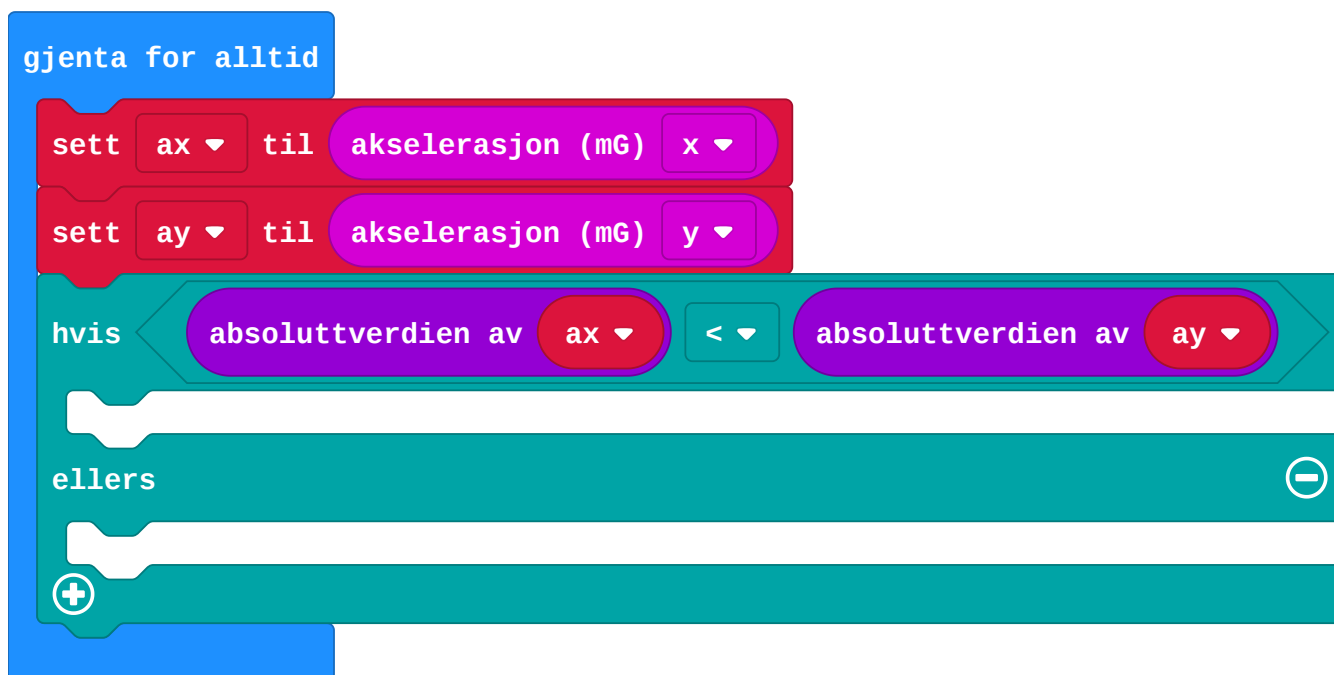 gjenta for alltid
sett ax til akselerasjon (mG) x
sett ay til akselerasjon (mG) y
hvis absoluttverdien av ax < absoluttverdien av ay
ellers